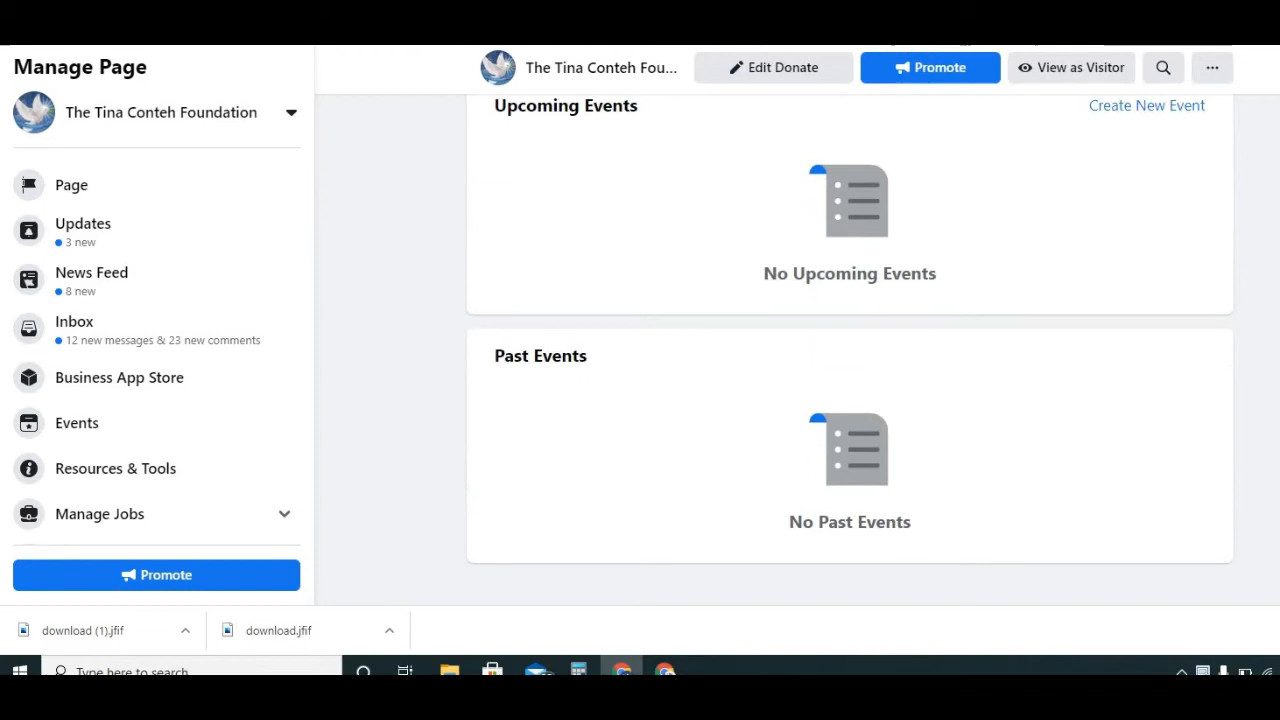 Manage Page
The Tina Conteh Foundation
Page
Updates
3 new
News Feed
8 new
Inbox
12 new messages & 23 new comments
Business App Store
Events
Resources & Tools
Manage Jobs
Promote
The Tina Conteh Fou...
Edit Donate
Promote
View as Visitor
Upcoming Events
Create New Event
No Upcoming Events
Past Events
No Past Events
download (1).jfif
download.jfif
Type here to search